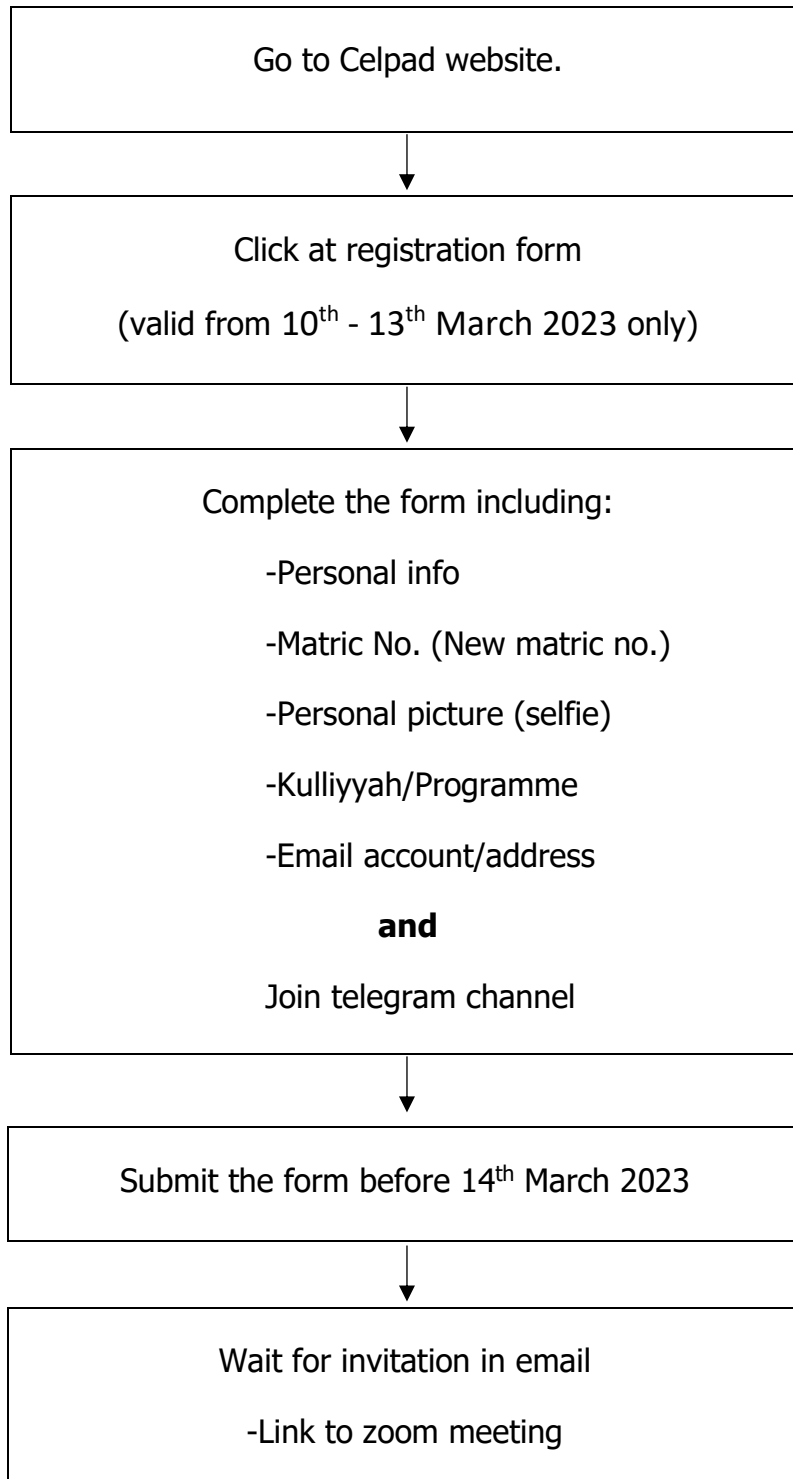 Go to Celpad website.
Click at registration form
(valid from 10th - 13th March 2023 only)
Complete the form including:
-Personal info
-Matric No. (New matric no.)
-Personal picture (selfie)
-Kulliyyah/Programme
-Email account/address
and
Join telegram channel
Submit the form before 14th March 2023
Wait for invitation in email
-Link to zoom meeting